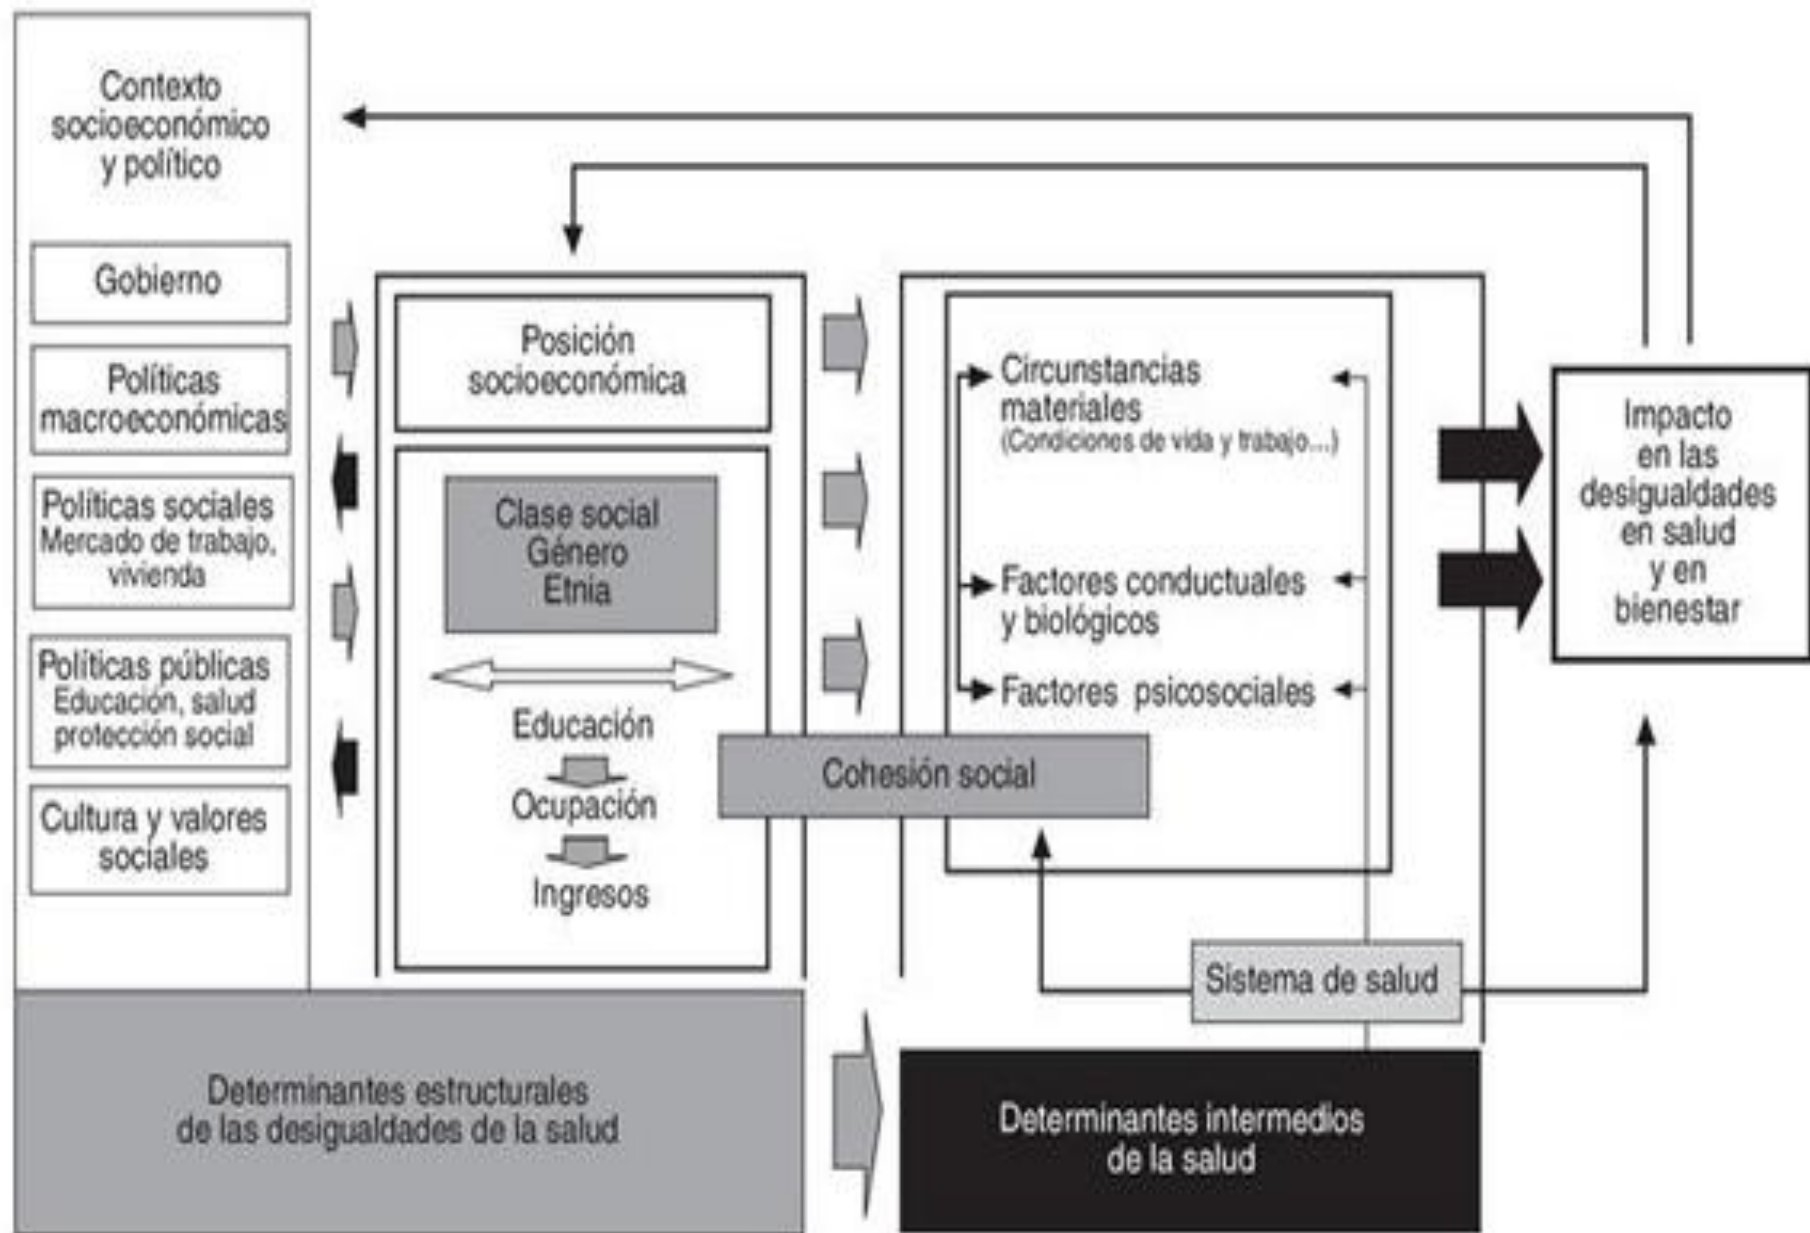 Contexto
socioeconómico
y político
Gobierno
Políticas
macroeconómicas
Políticas sociales
Mercado de trabajo,
vivienda
Políticas públicas
Educación, salud
protección social
Cultura y valores
sociales
Posición
socioeconómica
Clase social
Género
Etnia
Educación
Ocupación
Ingresos
Cohesión social
Circunstancias
materiales
(Condiciones de vida y trabajo...)
Factores conductuales
y biológicos
Factores psicosociales
Sistema de salud
Impacto
en las
desigualdades
en salud
y en
bienestar
Determinantes estructurales
de las desigualdades de la salud
Determinantes intermedios
de la salud